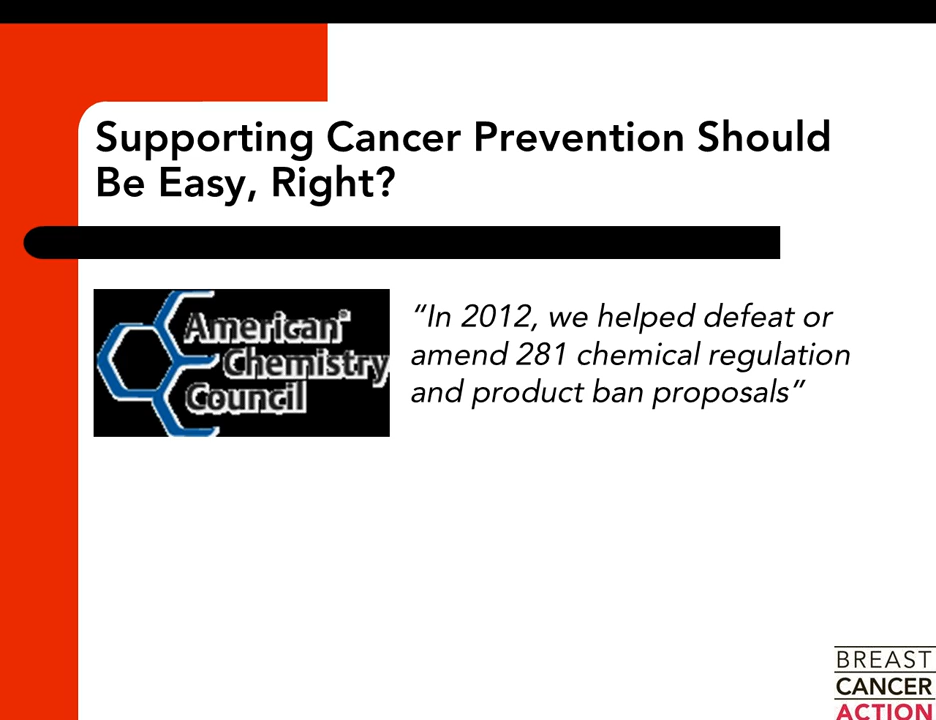 Supporting Cancer Prevention Should
Be Easy, Right?
American®
Chemistry
Council
“In 2012, we helped defeat or
amend 281 chemical regulation
and product ban proposals”
BREAST
CANCER
ACTION